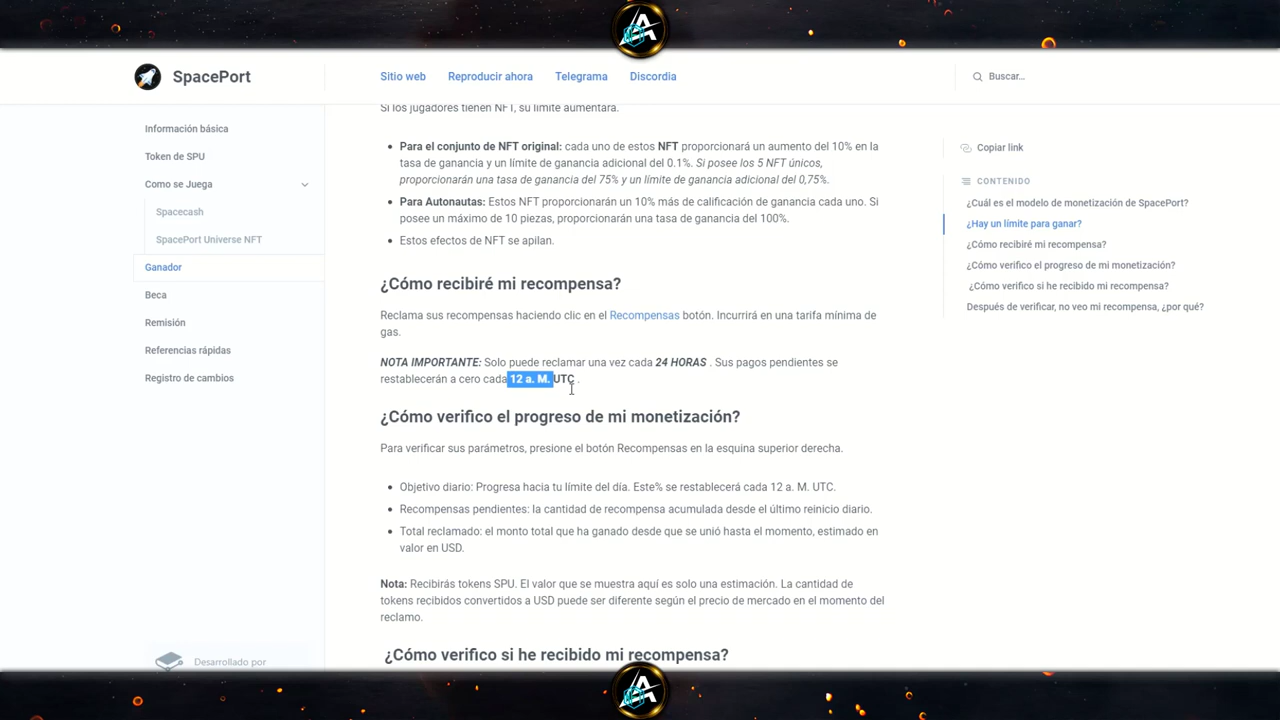 SpacePort
Sitio web
Reproducir ahora
Telegrama
Discordia
Buscar...
Información básica
Token de SPU
Como se Juega
Spacecash
SpacePort Universe NFT
Ganador
Beca
Remisión
Referencias rápidas
Registro de cambios
Desarrollado por
Si los jugadores tienen NFT, su límite aumentará.
Para el conjunto de NFT original: cada uno de estos NFT proporcionará un aumento del 10% en la
tasa de ganancia y un límite de ganancia adicional del 0.1%. Si posee los 5 NFT únicos,
proporcionarán una tasa de ganancia del 75% y un límite de ganancia adicional del 0,75%.
Para Autonautas: Estos NFT proporcionarán un 10% más de calificación de ganancia cada uno. Si
posee un máximo de 10 piezas, proporcionarán una tasa de ganancia del 100%.
Estos efectos de NFT se apilan.
¿Cómo recibiré mi recompensa?
Reclama sus recompensas haciendo clic en el Recompensas botón. Incurrirá en una tarifa mínima de
gas.
NOTA IMPORTANTE: Solo puede reclamar una vez cada 24 HORAS . Sus pagos pendientes se
restablecerán a cero cada 12 a. M. UTC .
¿Cómo verifico el progreso de mi monetización?
Para verificar sus parámetros, presione el botón Recompensas en la esquina superior derecha.
Objetivo diario: Progresa hacia tu límite del día. Este% se restablecerá cada 12 a. M. UTC.
Recompensas pendientes: la cantidad de recompensa acumulada desde el último reinicio diario.
Total reclamado: el monto total que ha ganado desde que se unió hasta el momento, estimado en
valor en USD.
Nota: Recibirás tokens SPU. El valor que se muestra aquí es solo una estimación. La cantidad de
tokens recibidos convertidos a USD puede ser diferente según el precio de mercado en el momento del
reclamo.
¿Cómo verifico si he recibido mi recompensa?
Copiar link
CONTENIDO
¿Cuál es el modelo de monetización de SpacePort?
¿Hay un límite para ganar?
¿Cómo recibiré mi recompensa?
¿Cómo verifico el progreso de mi monetización?
¿Cómo verifico si he recibido mi recompensa?
Después de verificar, no veo mi recompensa, ¿por qué?